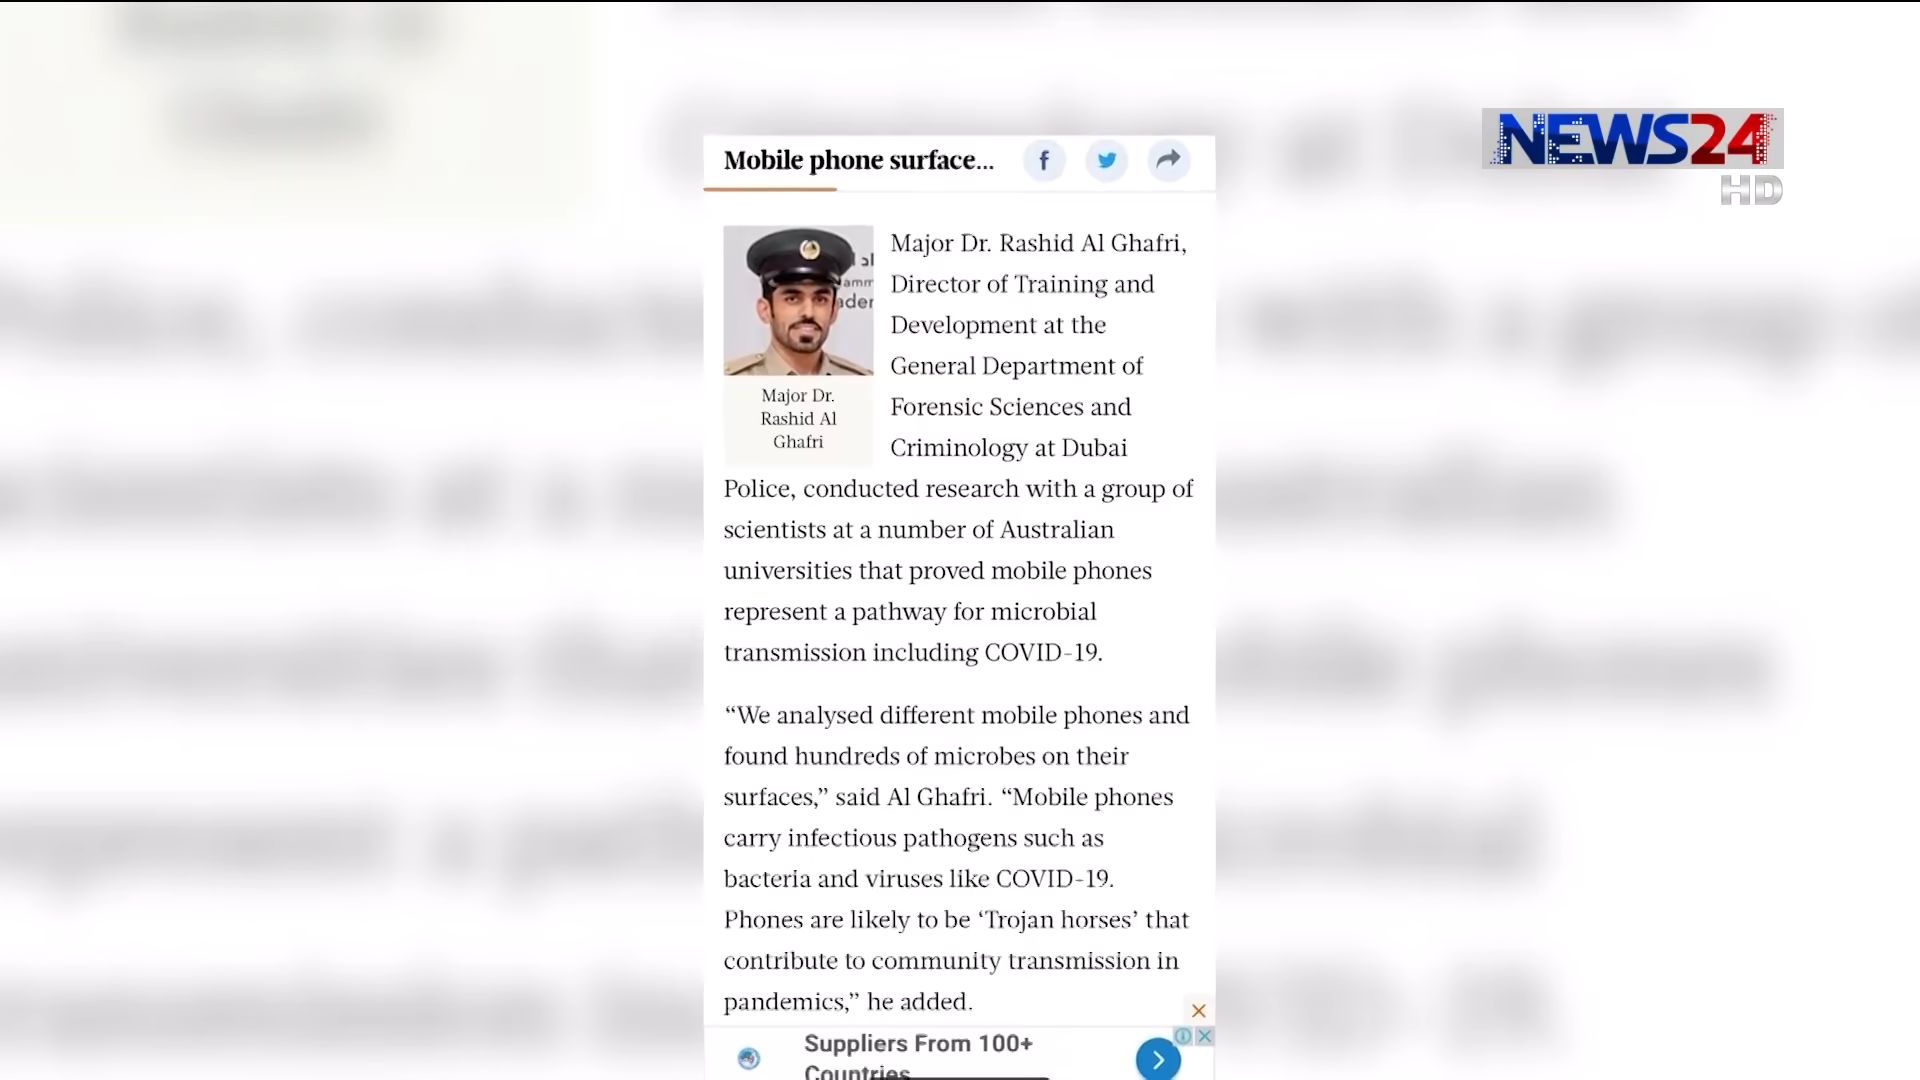 NEWS24
HD
Mobile phone surface...
Major Dr. Rashid Al Ghafri,
Director of Training and
Development at the
General Department of
Forensic Sciences and
Criminology at Dubai
Major Dr.
Rashid Al
Ghafri
Police, conducted research with a group of
scientists at a number of Australian
universities that proved mobile phones
represent a pathway for microbial
transmission including COVID-19.
“We analysed different mobile phones and
found hundreds of microbes on their
surfaces,” said Al Ghafri. “Mobile phones
carry infectious pathogens such as
bacteria and viruses like COVID-19.
Phones are likely to be ‘Trojan horses’ that
contribute to community transmission in
pandemics,” he added.
Suppliers From 100+
Countries